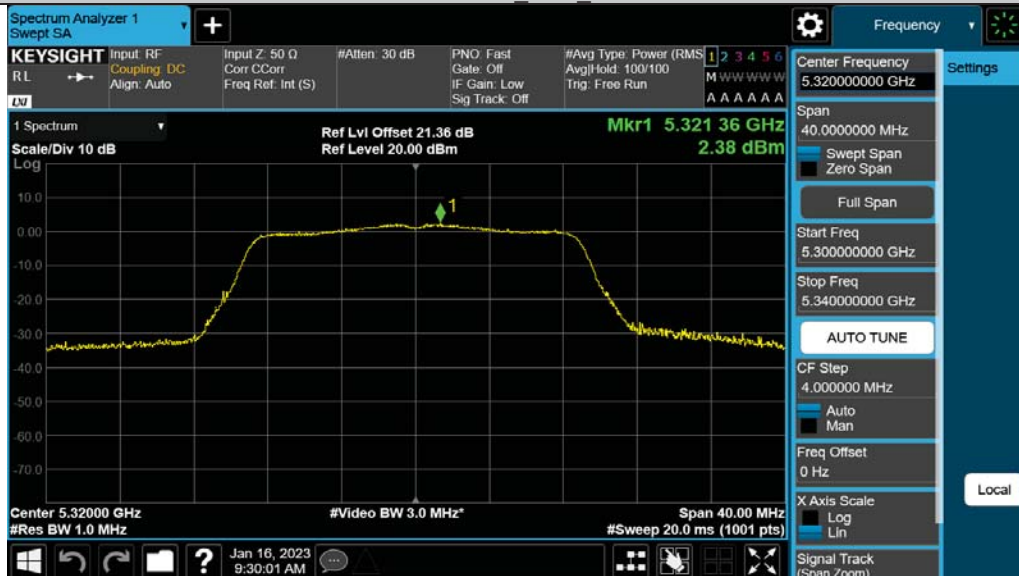 Spectrum Analyzer 1
Swept SA
+
Frequency
KEYSIGHT
RL
LXI
Input: RF
Coupling: DC
Align: Auto
Input Z: 50 Ω
Corr CCorr
Freq Ref: Int (S)
#Atten: 30 dB
PNO: Fast
Gate: Off
IF Gain: Low
Sig Track: Off
#Avg Type: Power (RMS
Avg|Hold: 100/100
Trig: Free Run
1 2 3 4 5 6
M W W W W W
A A A A A A
1 Spectrum
Scale/Div 10 dB
Log
Ref Lvl Offset 21.36 dB
Ref Level 20.00 dBm
Mkr1 5.321 36 GHz
2.38 dBm
1
10.0
0.00
-10.0
-20.0
-30.0
-40.0
-50.0
-60.0
-70.0
Center 5.32000 GHz
#Res BW 1.0 MHz
#Video BW 3.0 MHz*
Span 40.00 MHz
#Sweep 20.0 ms (1001 pts)
?
Jan 16, 2023
9:30:01 AM
Center Frequency
5.320000000 GHz
Span
40.0000000 MHz
Swept Span
Zero Span
Full Span
Start Freq
5.300000000 GHz
Stop Freq
5.340000000 GHz
AUTO TUNE
CF Step
4.000000 MHz
Auto
Man
Freq Offset
0 Hz
X Axis Scale
Log
Lin
Signal Track
(Span Zoom)
Settings
Local